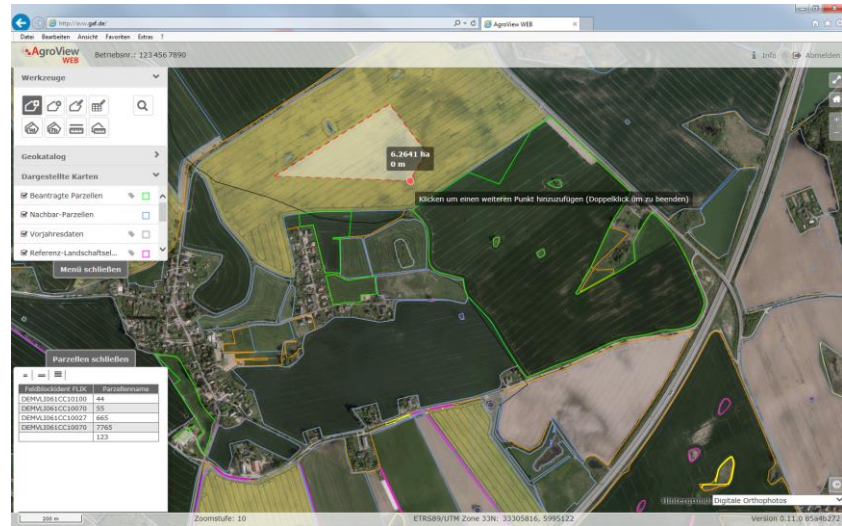 http://www.gaf.de/
AgroView WEB
Datei Bearbeiten Ansicht Favoriten Extras ?
AgroView
WEB
Betriebsnr.: 1234567890
Info
Abmelden
Werkzeuge
Geokatalog
Dargestellte Karten
Beantragte Parzellen
Nachbar-Parzellen
Vorjahresdaten
Referenz-Landschaftsel...
Menü schließen
6.2641 ha
0 m
Klicken um einen weiteren Punkt hinzuzufügen (Doppelklick um zu beenden)
Parzellen schließen
Feldblockident FLIK Parzellenname
DEMVLI061CC10100 44
DEMVLI061CC10070 55
DEMVLI061CC10027 665
DEMVLI061CC10070 7765
123
Hintergrund: Digitale Orthophotos
200 m
Zoomstufe: 10
ETRS89/UTM Zone 33N: 33305816, 5995122
Version 0.11.0 85a4b272